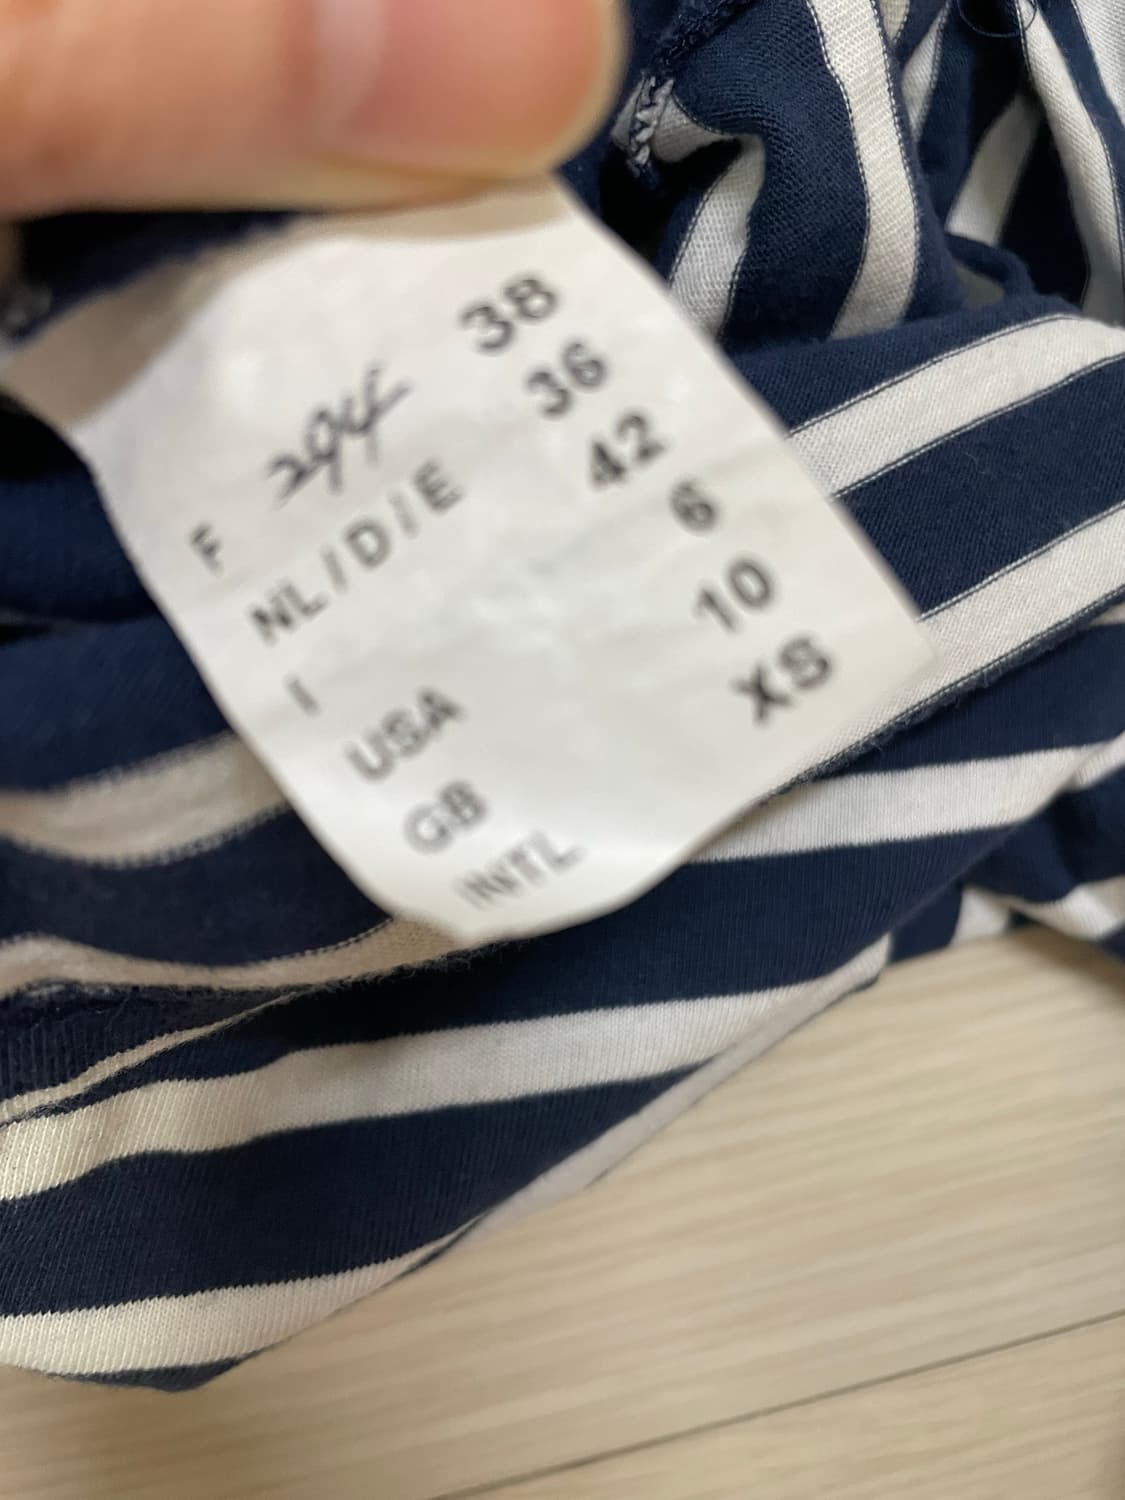 F 38
NL/D/E 36
I 42
USA 6
GB 10
INTL XS